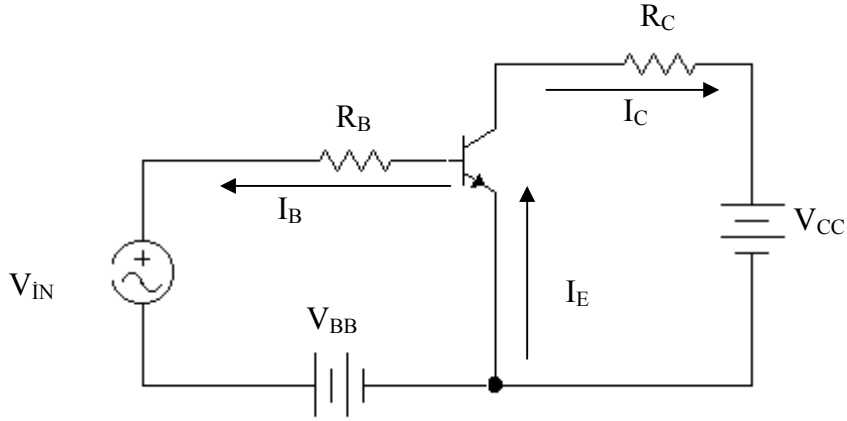 R_C
I_C
R_B
I_B
V_CC
V_İN
I_E
V_BB